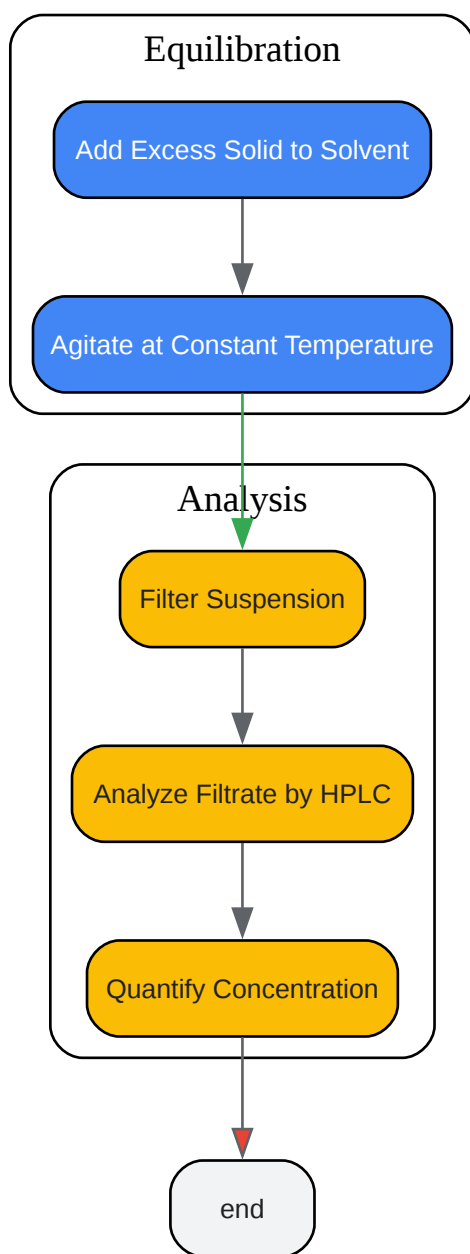 Equilibration
Add Excess Solid to Solvent
Agitate at Constant Temperature
Analysis
Filter Suspension
Analyze Filtrate by HPLC
Quantify Concentration
end